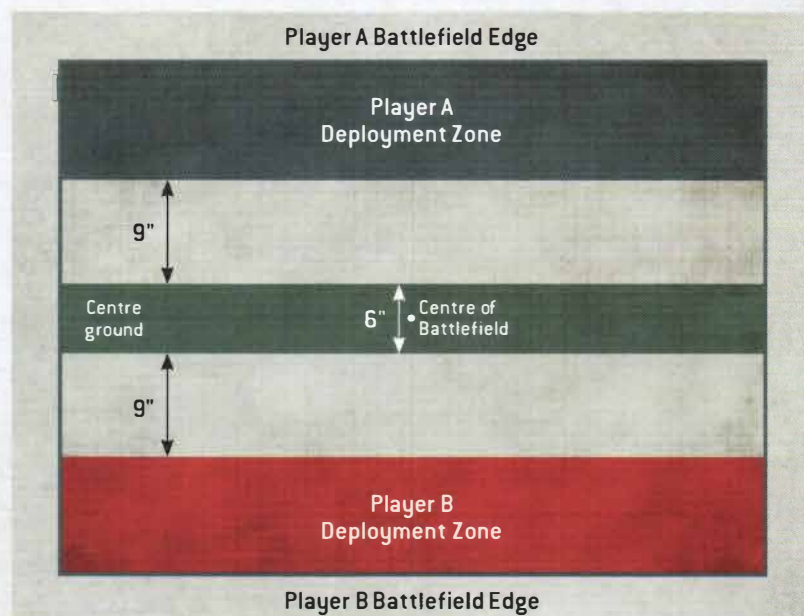 Player A Battlefield Edge
Player A
Deployment Zone
9"
Centre
ground
6"
Centre of
Battlefield
9"
Player B
Deployment Zone
Player B Battlefield Edge